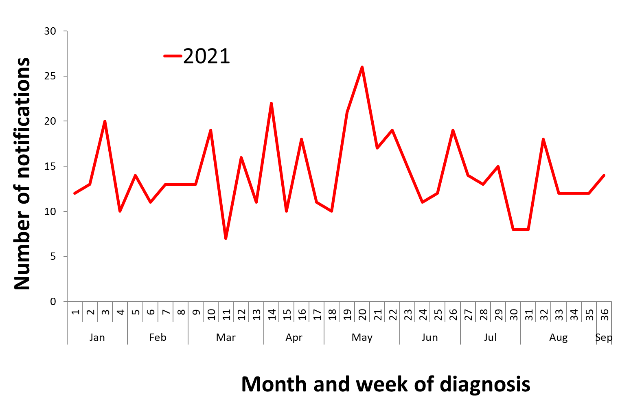 30
2021
25
20
15
10
5
0
Number of notifications
1 2 3 4 5 6 7 8 9 10 11 12 13 14 15 16 17 18 19 20 21 22 23 24 25 26 27 28 29 30 31 32 33 34 35 36
Jan Feb Mar Apr May Jun Jul Aug Sep
Month and week of diagnosis